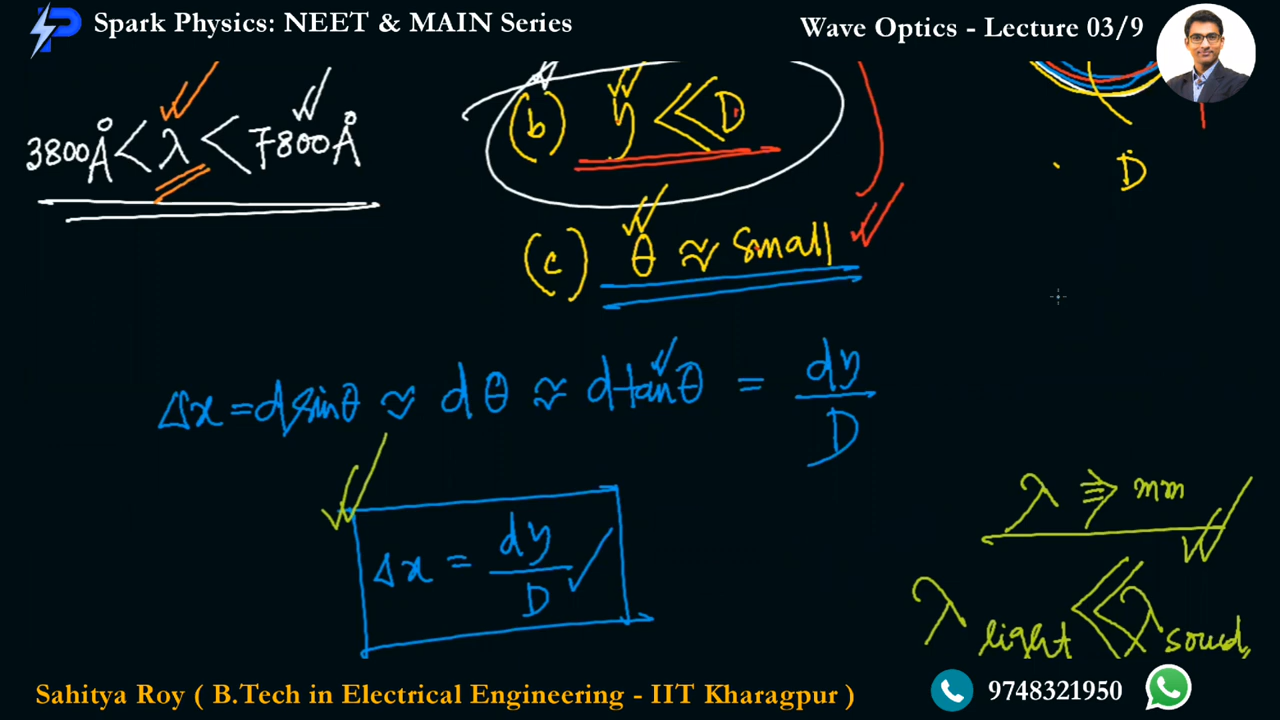 Spark Physics: NEET & MAIN Series
Wave Optics - Lecture 03/9
3800Å < λ < 7800Å
(b) y << D
D
(c) θ ≈ small
Δx = d sinθ ≈ dθ ≈ d tanθ = dy/D
λ ⇛ mm
Δx = dy/D
λ light << λ sound,
Sahitya Roy ( B.Tech in Electrical Engineering - IIT Kharagpur )
9748321950